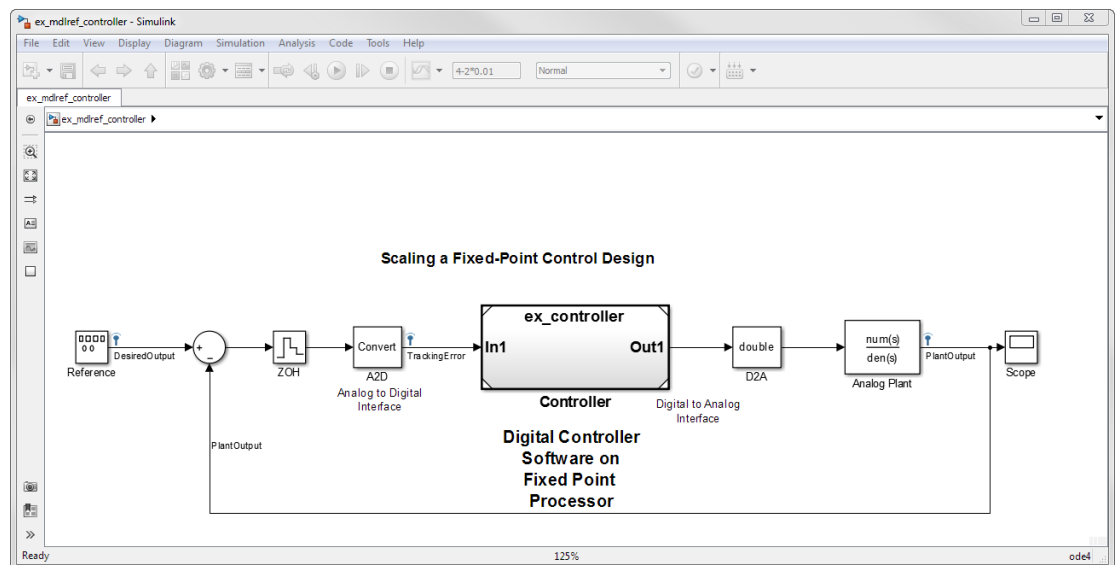 ex_mdlref_controller - Simulink
File Edit View Display Diagram Simulation Analysis Code Tools Help
4-2*0.01 Normal
ex_mdlref_controller
ex_mdlref_controller
Scaling a Fixed-Point Control Design
Reference
DesiredOutput
+
-
ZOH
Convert
A2D
Analog to Digital
Interface
TrackingError
ex_controller
In1 Out1
Controller
Digital Controller
Software on
Fixed Point
Processor
double
D2A
Digital to Analog
Interface
num(s)
den(s)
Analog Plant
PlantOutput
Scope
PlantOutput
Ready 125% ode4